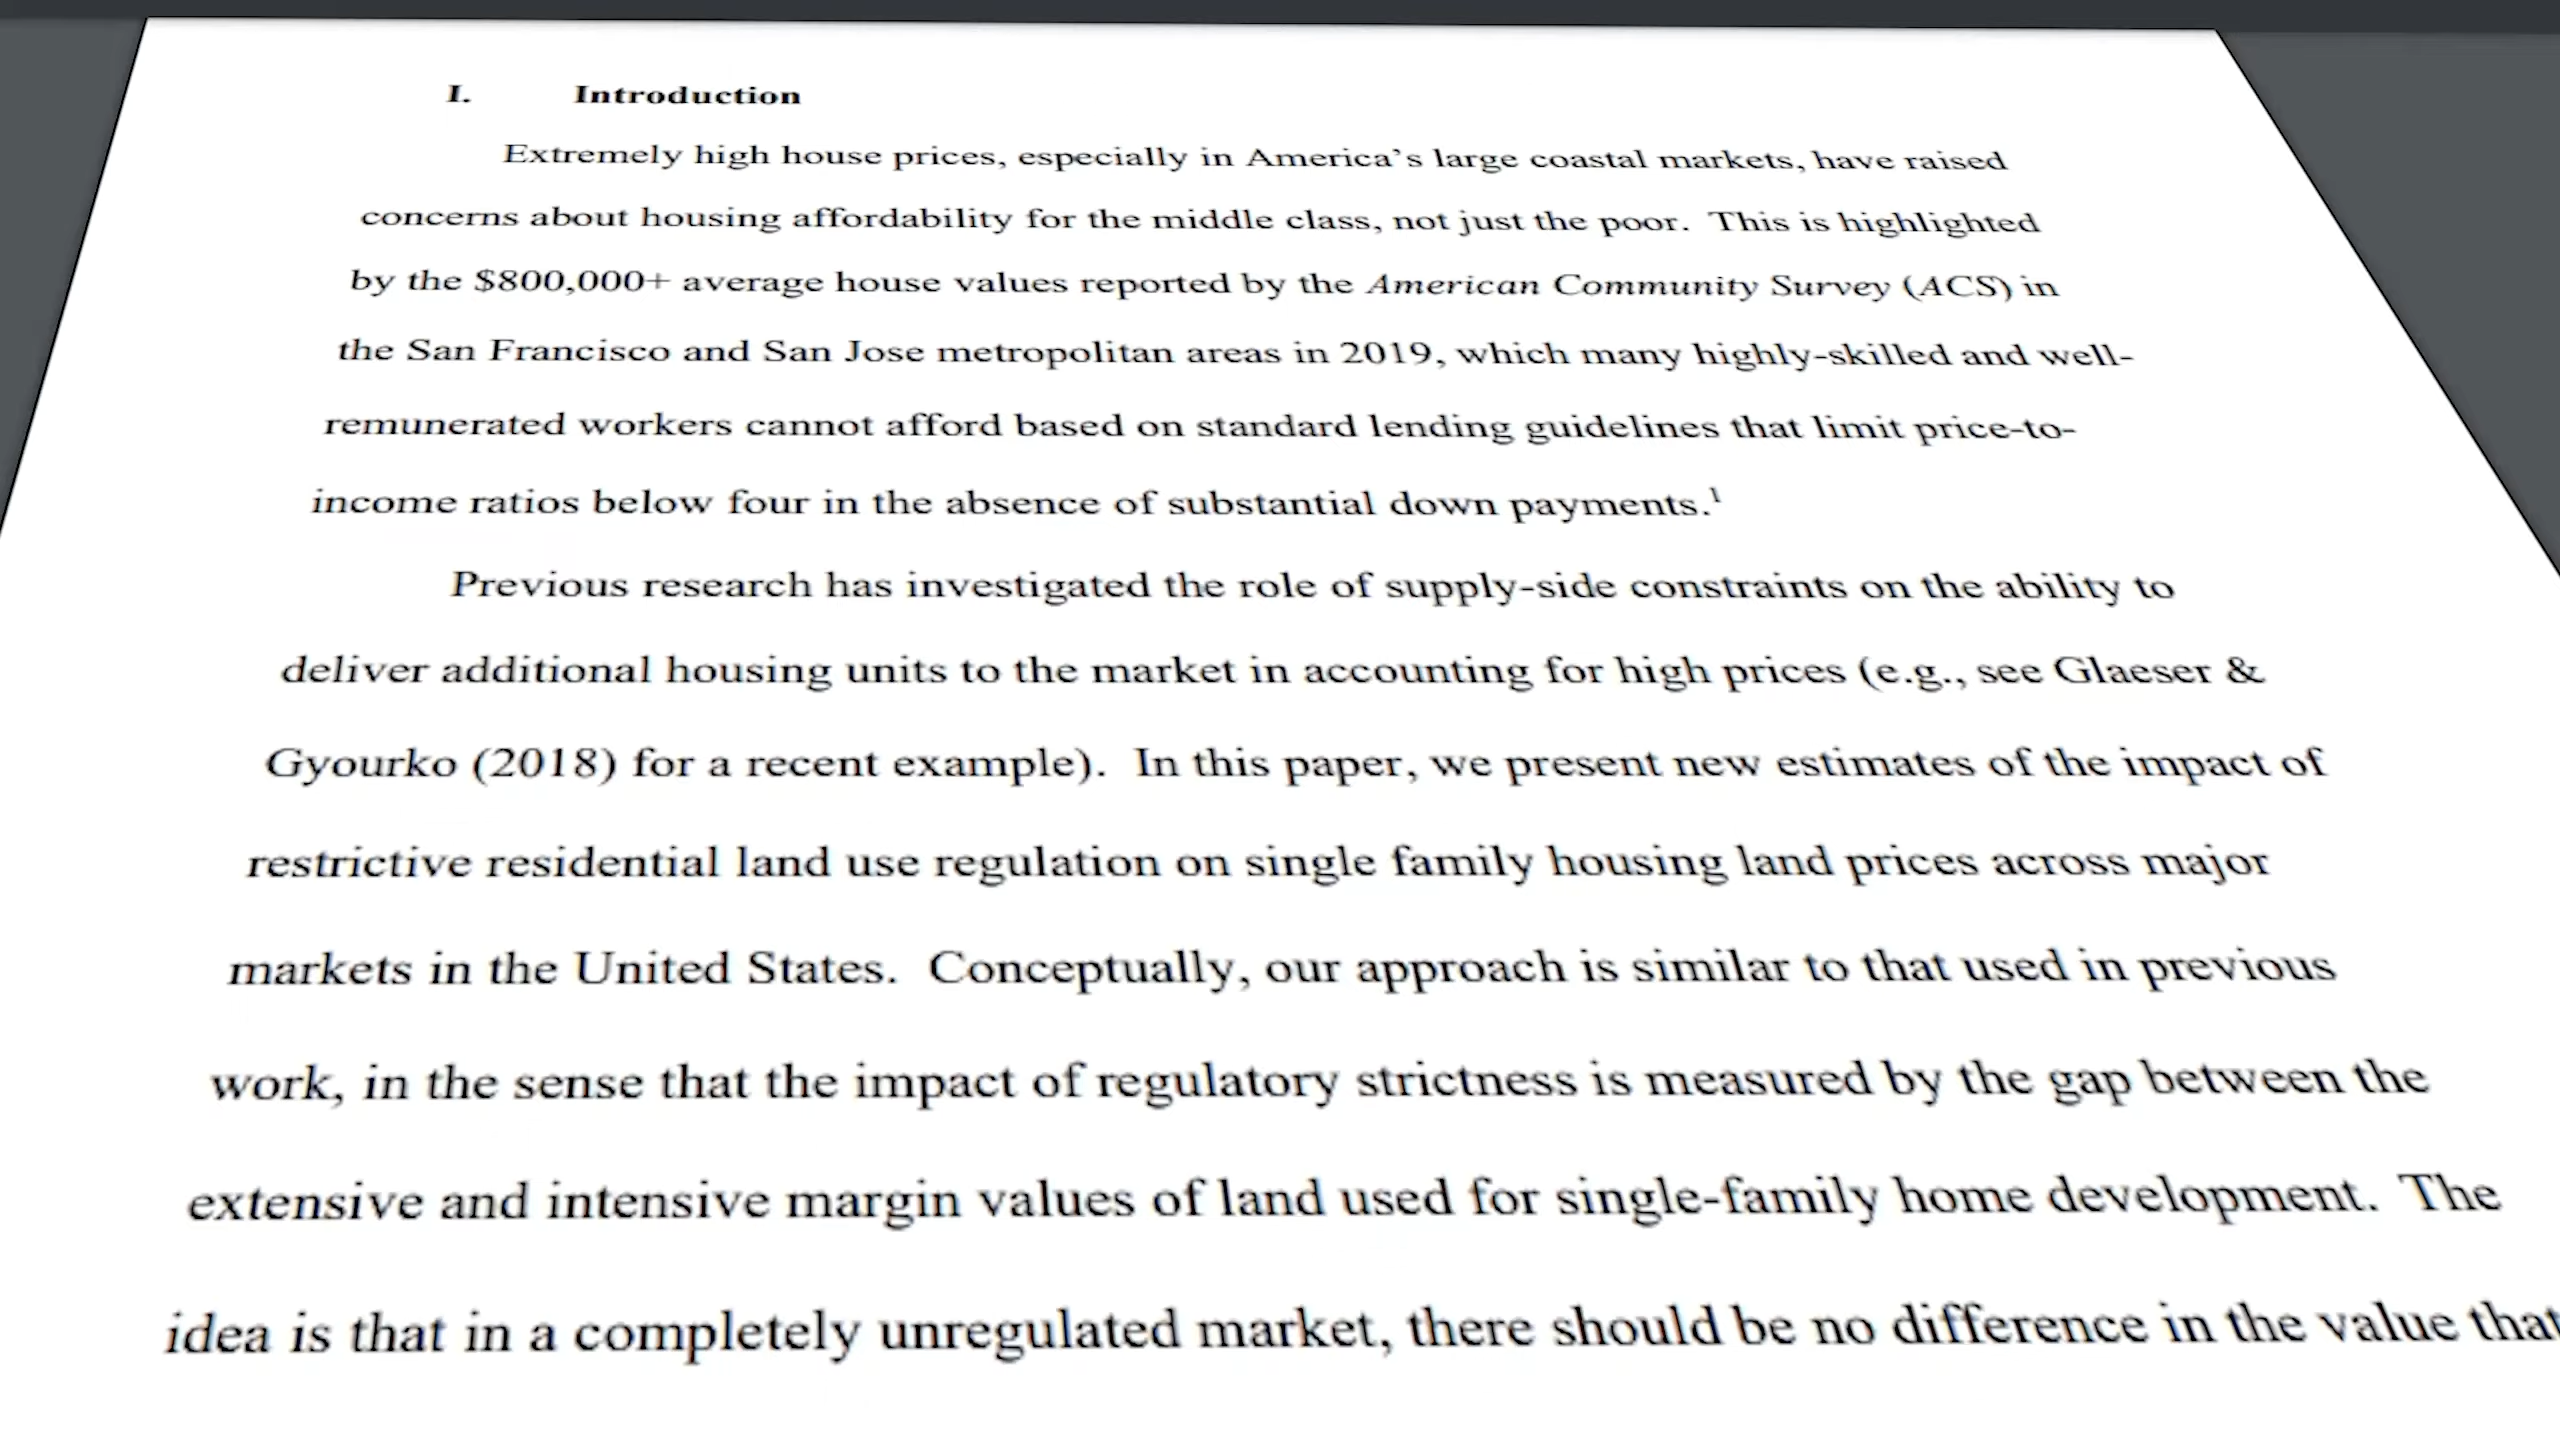 I. Introduction
Extremely high house prices, especially in America's large coastal markets, have raised
concerns about housing affordability for the middle class, not just the poor.  This is highlighted
by the $800,000+ average house values reported by the American Community Survey (ACS) in
the San Francisco and San Jose metropolitan areas in 2019, which many highly-skilled and well-
remunerated workers cannot afford based on standard lending guidelines that limit price-to-
income ratios below four in the absence of substantial down payments.¹
Previous research has investigated the role of supply-side constraints on the ability to
deliver additional housing units to the market in accounting for high prices (e.g., see Glaeser &
Gyourko (2018) for a recent example).  In this paper, we present new estimates of the impact of
restrictive residential land use regulation on single family housing land prices across major
markets in the United States.  Conceptually, our approach is similar to that used in previous
work, in the sense that the impact of regulatory strictness is measured by the gap between the
extensive and intensive margin values of land used for single-family home development.  The
idea is that in a completely unregulated market, there should be no difference in the value that